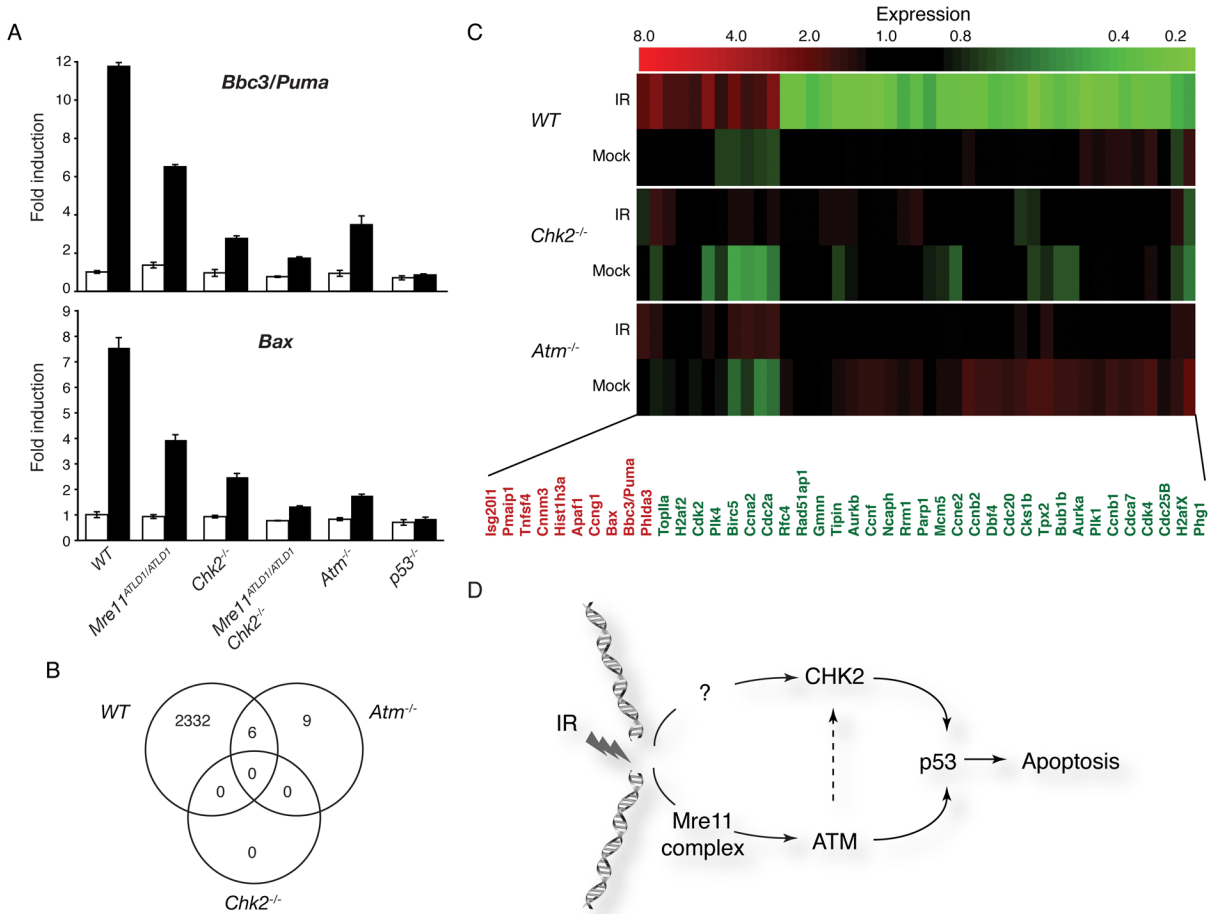 A
Bbc3/Puma
Fold induction
12
10
8
6
4
2
0
Bax
Fold induction
9
8
7
6
5
4
3
2
1
0
WT
Mre11ATLD1/ATLD1
Chk2-/-
Mre11ATLD1/ATLD1
Chk2-/-
Atm-/-
p53-/-
B
WT
2332
6
9
Atm-/-
0
0
0
0
Chk2-/-
C
Expression
8.0 4.0 2.0 1.0 0.8 0.4 0.2
WT
IR
Mock
Chk2-/-
IR
Mock
Atm-/-
IR
Mock
Isg20l1
Pmaip1
Tnfsf4
Cnnm3
Hist1h3a
Apaf1
Ccng1
Bax
Bbc3/Puma
Phlda3
Toplla
H2af2
Cdk2
PlK4
Birc5
Ccna2
Cdc2a
Rfc4
Rad51ap1
Gmnn
Tipin
Aurkb
Ccnf
Ncaph
Rrm1
Parp1
Mcm5
Ccne2
Ccnb2
Dbf4
Cdc20
Cks1b
Tpx2
Bub1b
Aurka
Plk1
Ccnb1
Cdca7
Cdk4
Cdc25B
H2afX
Phg1
D
IR
?
CHK2
Mre11
complex
ATM
p53
Apoptosis